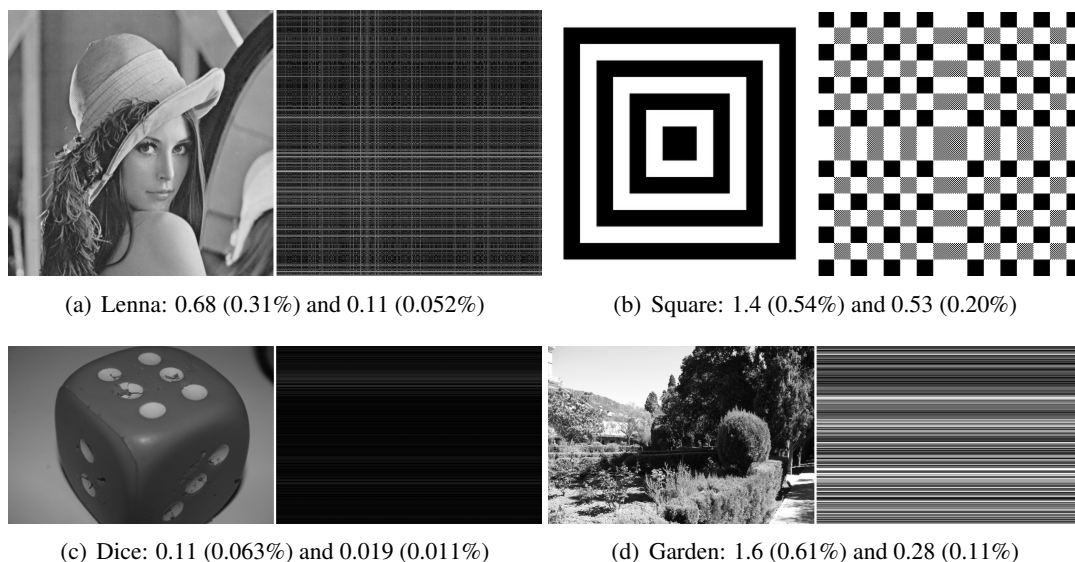 (a) Lenna: 0.68 (0.31%) and 0.11 (0.052%)
(b) Square: 1.4 (0.54%) and 0.53 (0.20%)
(c) Dice: 0.11 (0.063%) and 0.019 (0.011%)
(d) Garden: 1.6 (0.61%) and 0.28 (0.11%)